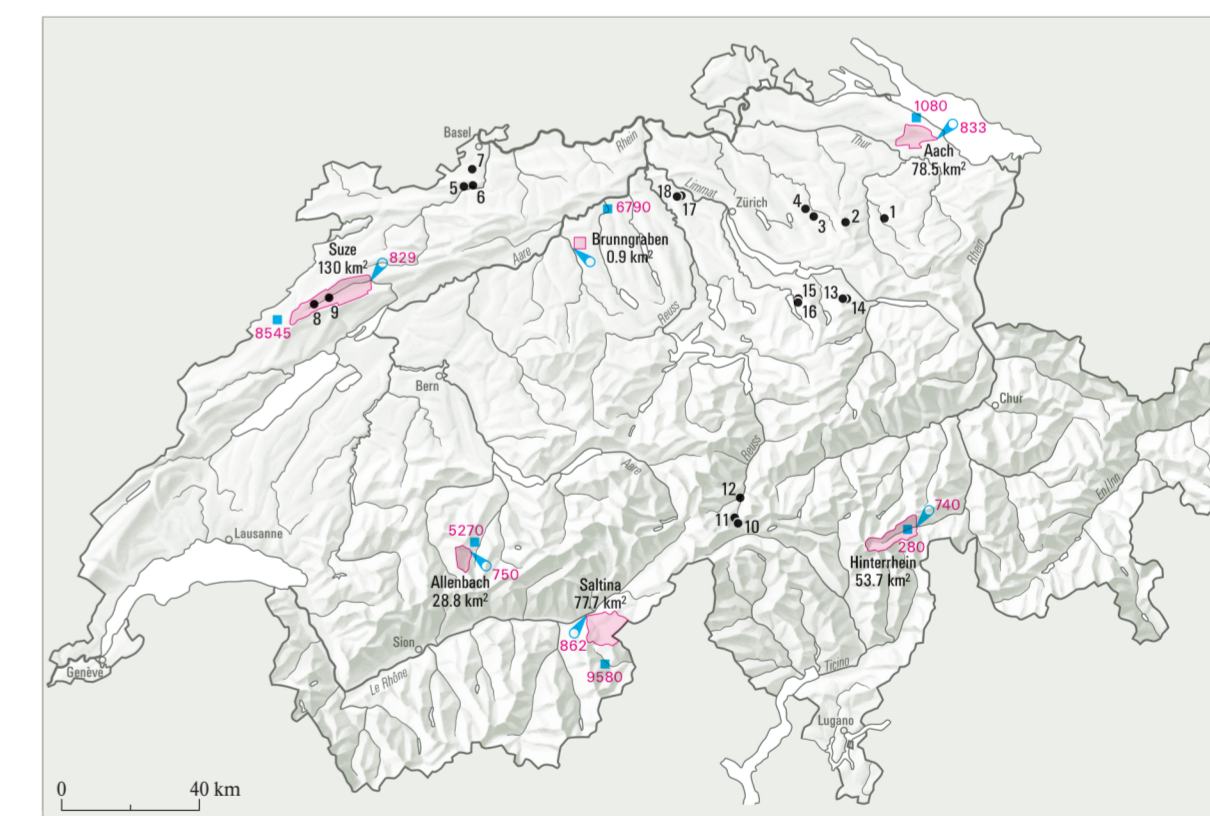 1080
833
Aach
78.5 km²
Basel
7
5
6
Rhein
Thur
Limmat
18
17
Zürich
4
3
2
1
6790
Brunngraben
0.9 km²
Suze
130 km²
829
Aare
Rhein
8
9
8545
15
16
13
14
Reuss
Bern
Chur
Reuss
Aare
12
11
10
En/Inn
740
280
Hinterrhein
53.7 km²
Lausanne
5270
750
Allenbach
28.8 km²
Saltina
77.7 km²
862
9580
Sion
Le Rhône
Genève
Ticino
Lugano
0
40 km